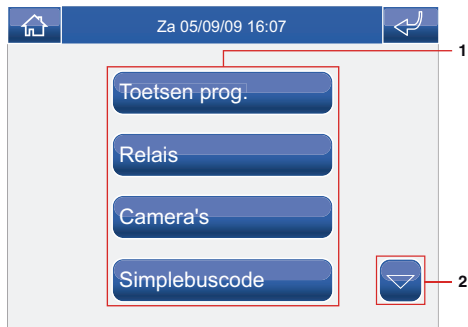 Za 05/09/09 16:07
1
Toetsen prog.
Relais
Camera's
Simplebuscode
2